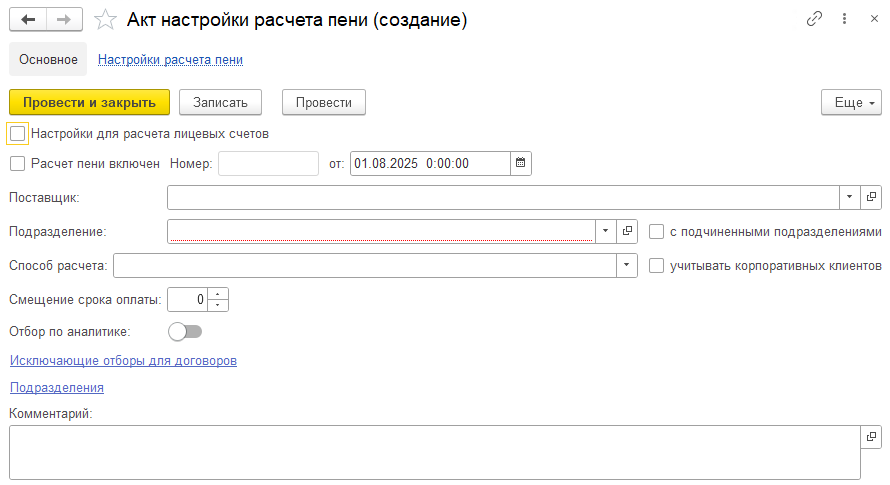 Акт настройки расчета пени (создание)
Основное Настройки расчета пени
Провести и закрыть Записать Провести Еще
Настройки для расчета лицевых счетов
Расчет пени включен Номер: от: 01.08.2025 0:00:00
Поставщик:
Подразделение: с подчиненными подразделениями
Способ расчета: учитывать корпоративных клиентов
Смещение срока оплаты: 0
Отбор по аналитике:
Исключающие отборы для договоров
Подразделения
Комментарий: